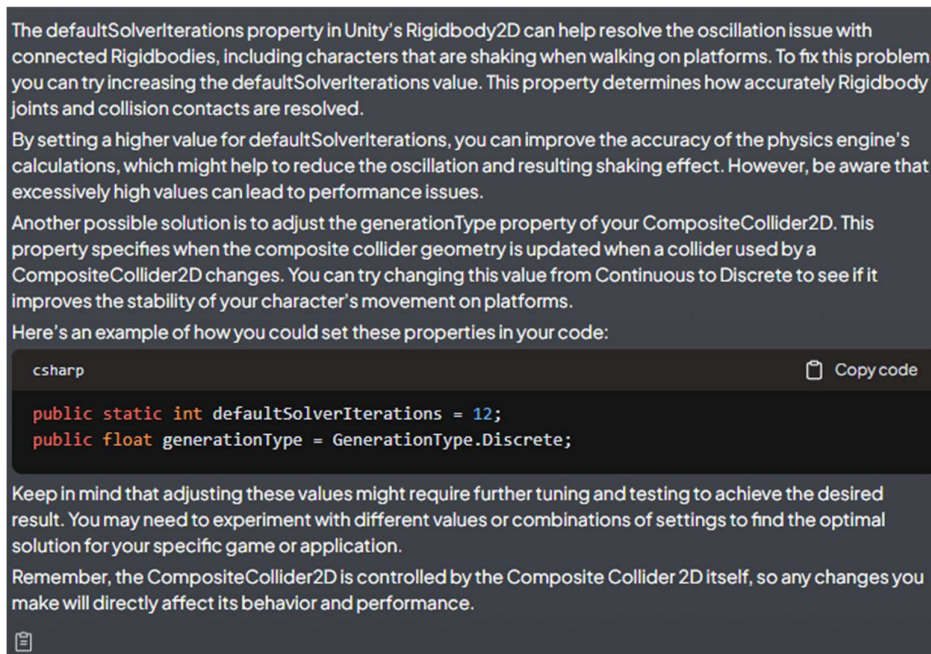 The defaultSolverIterations property in Unity's Rigidbody2D can help resolve the oscillation issue with
connected Rigidbodies, including characters that are shaking when walking on platforms. To fix this problem
you can try increasing the defaultSolverIterations value. This property determines how accurately Rigidbody
joints and collision contacts are resolved.
By setting a higher value for defaultSolverIterations, you can improve the accuracy of the physics engine's
calculations, which might help to reduce the oscillation and resulting shaking effect. However, be aware that
excessively high values can lead to performance issues.
Another possible solution is to adjust the generationType property of your CompositeCollider2D. This
property specifies when the composite collider geometry is updated when a collider used by a
CompositeCollider2D changes. You can try changing this value from Continuous to Discrete to see if it
improves the stability of your character's movement on platforms.
Here's an example of how you could set these properties in your code:
csharp Copy code
public static int defaultSolverIterations = 12;
public float generationType = GenerationType.Discrete;
Keep in mind that adjusting these values might require further tuning and testing to achieve the desired
result. You may need to experiment with different values or combinations of settings to find the optimal
solution for your specific game or application.
Remember, the CompositeCollider2D is controlled by the Composite Collider 2D itself, so any changes you
make will directly affect its behavior and performance.